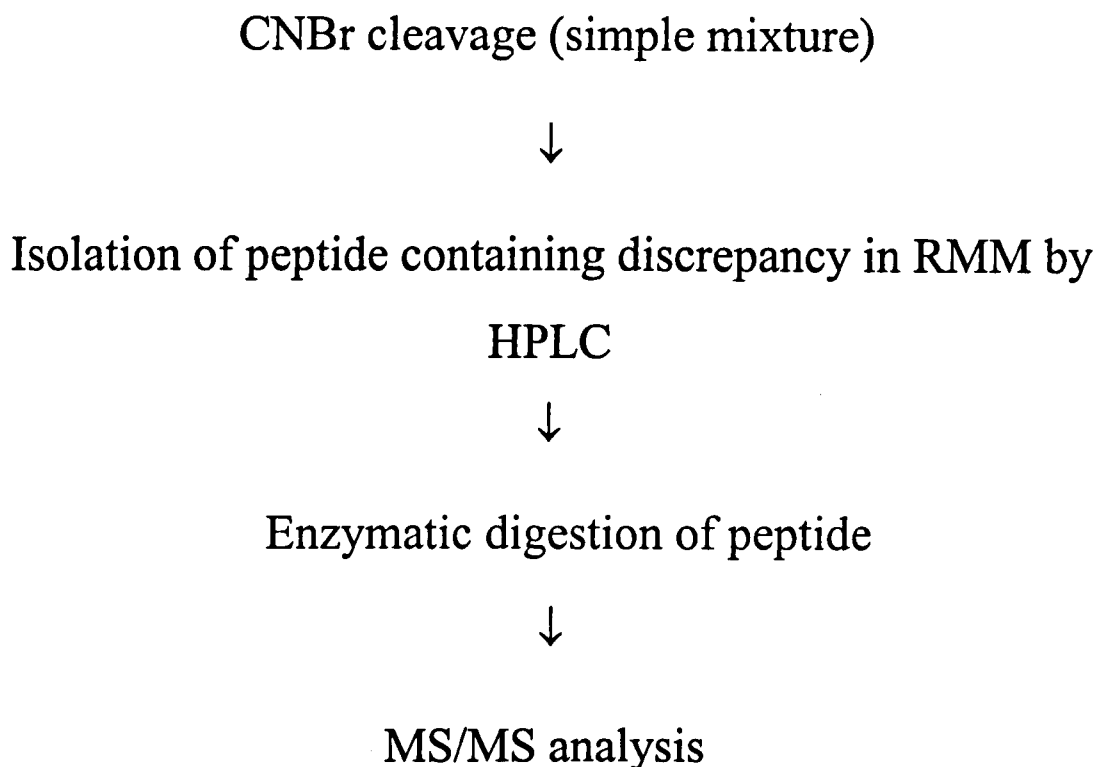 CNBr cleavage (simple mixture)
↓
Isolation of peptide containing discrepancy in RMM by
HPLC
↓
Enzymatic digestion of peptide
↓
MS/MS analysis